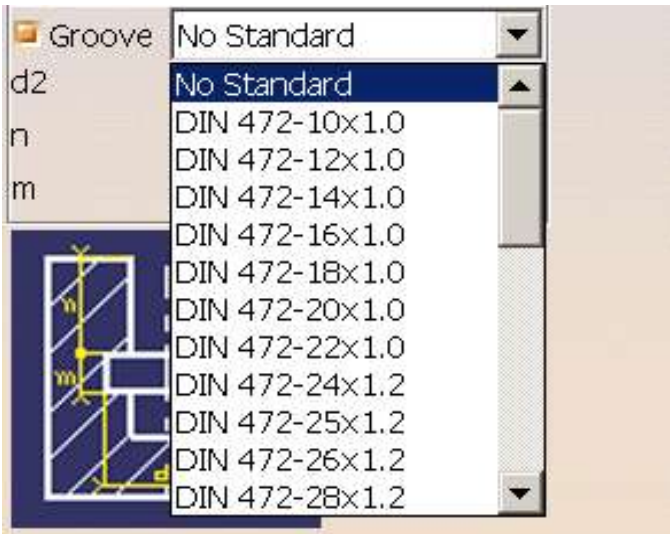 Groove No Standard
d2
n
m
No Standard
DIN 472-10x1.0
DIN 472-12x1.0
DIN 472-14x1.0
DIN 472-16x1.0
DIN 472-18x1.0
DIN 472-20x1.0
DIN 472-22x1.0
DIN 472-24x1.2
DIN 472-25x1.2
DIN 472-26x1.2
DIN 472-28x1.2
n
m